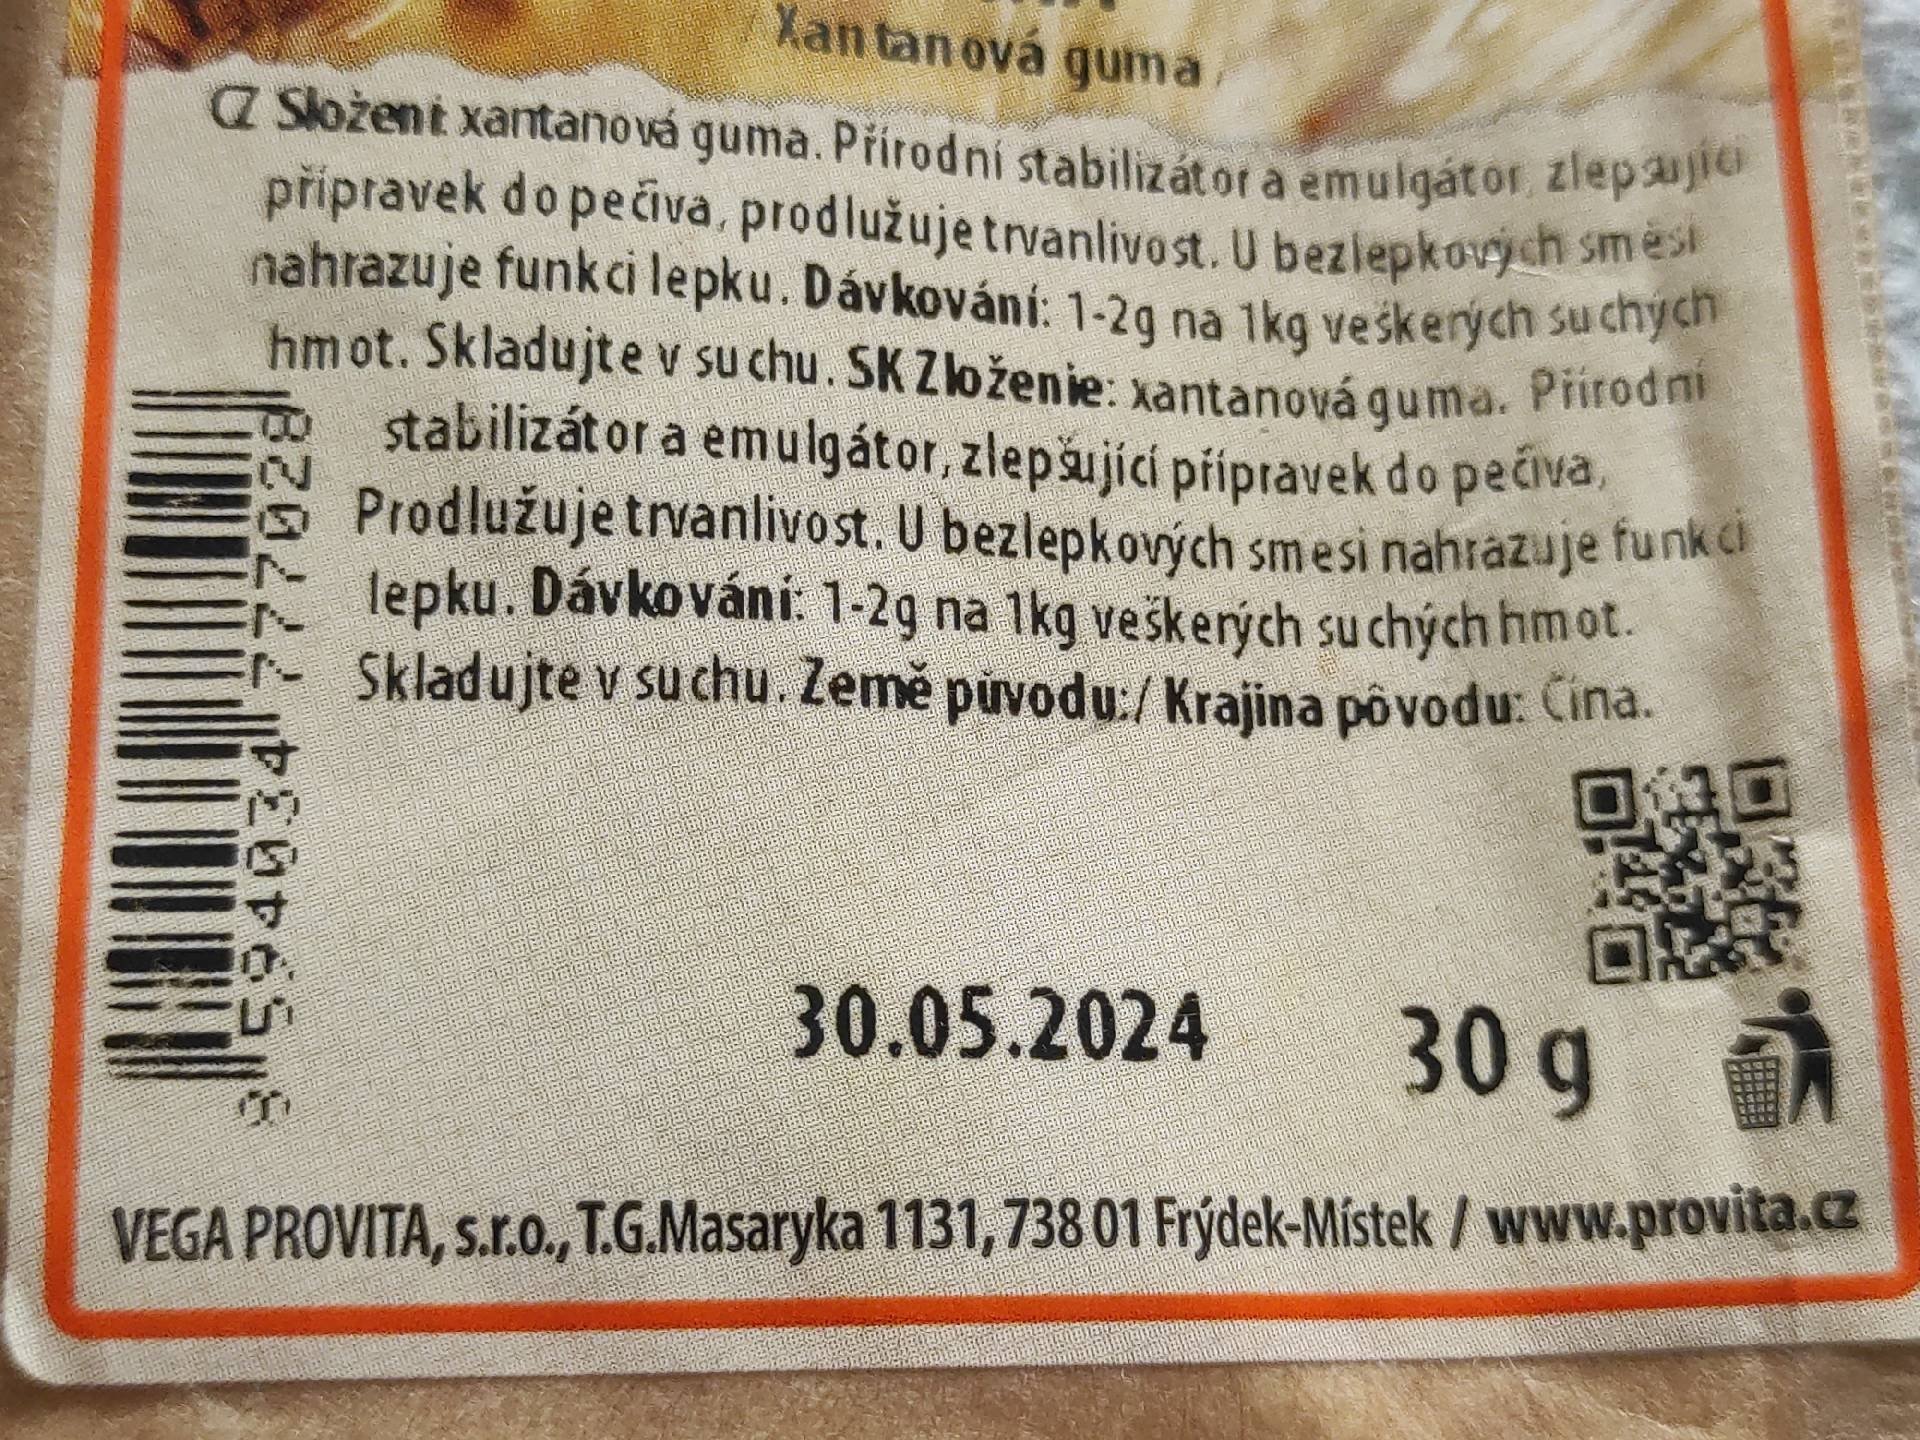 Xantanová guma
CZ Složení xantanová guma. Přírodní stabilizátor a emulgátor, zlepšující
přípravek do pečiva, prodlužuje trvanlivost. U bezlepkových směsi
nahrazuje funkci lepku. Dávkování: 1-2g na 1kg veškerých suchých
hmot. Skladujte v suchu. SK Zloženie: xantanová guma. Přírodní
stabilizátor a emulgátor, zlepšující přípravek do pečiva,
Prodlužuje trvanlivost. U bezlepkových smesi nahrazuje funkci
lepku. Dávkování: 1-2g na 1kg veškerých suchých hmot.
Skladujte v suchu. Země původu:/ Krajina pôvodu: Čína.
8594034777028
30.05.2024
30 g
VEGA PROVITA, s.r.o., T.G.Masaryka 1131, 738 01 Frýdek-Místek / www.provita.cz